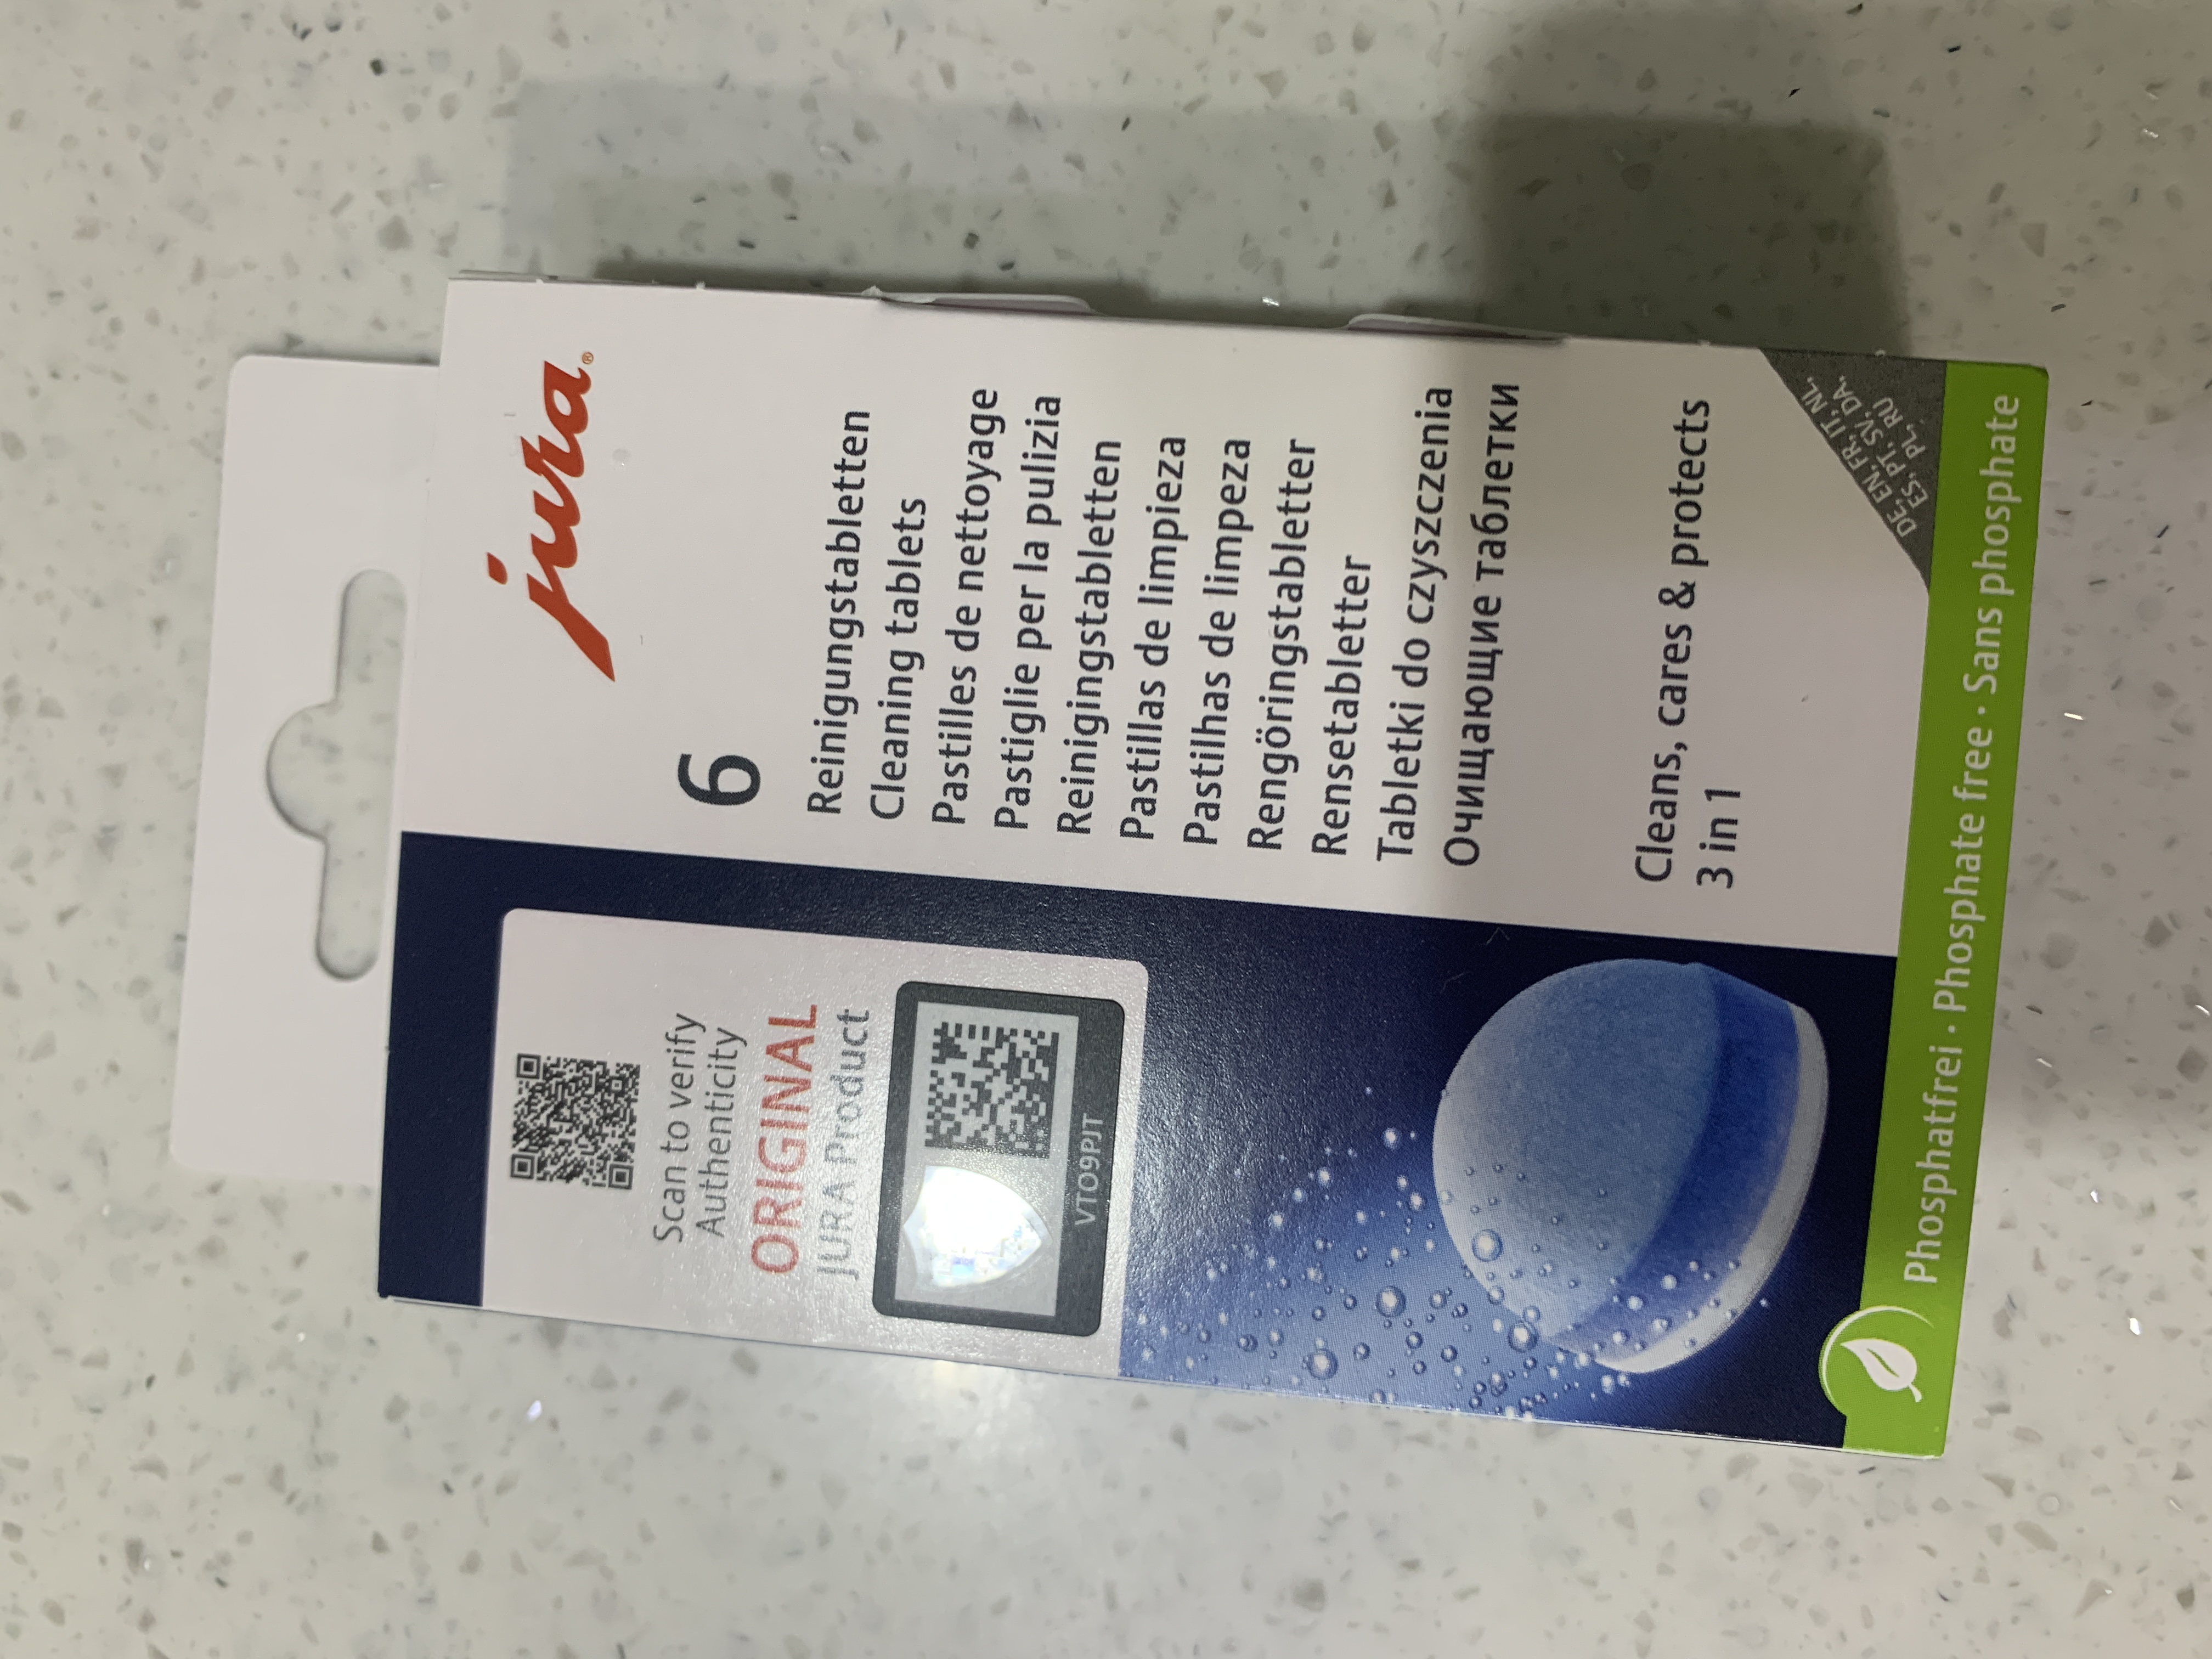 jura®
6
Reinigungstabletten
Cleaning tablets
Pastilles de nettoyage
Pastiglie per la pulizia
Reinigingstabletten
Pastillas de limpieza
Pastilhas de limpeza
Rengöringstabletter
Rensetabletter
Tabletki do czyszczenia
Очищающие таблетки
Cleans, cares & protects
3 in 1
Scan to verify
Authenticity
ORIGINAL
JURA Product
VTO9PJT
DE, EN, FR, IT, NL,
ES, PT, SV, DA,
PL, RU
Phosphatfrei · Phosphate free · Sans phosphate